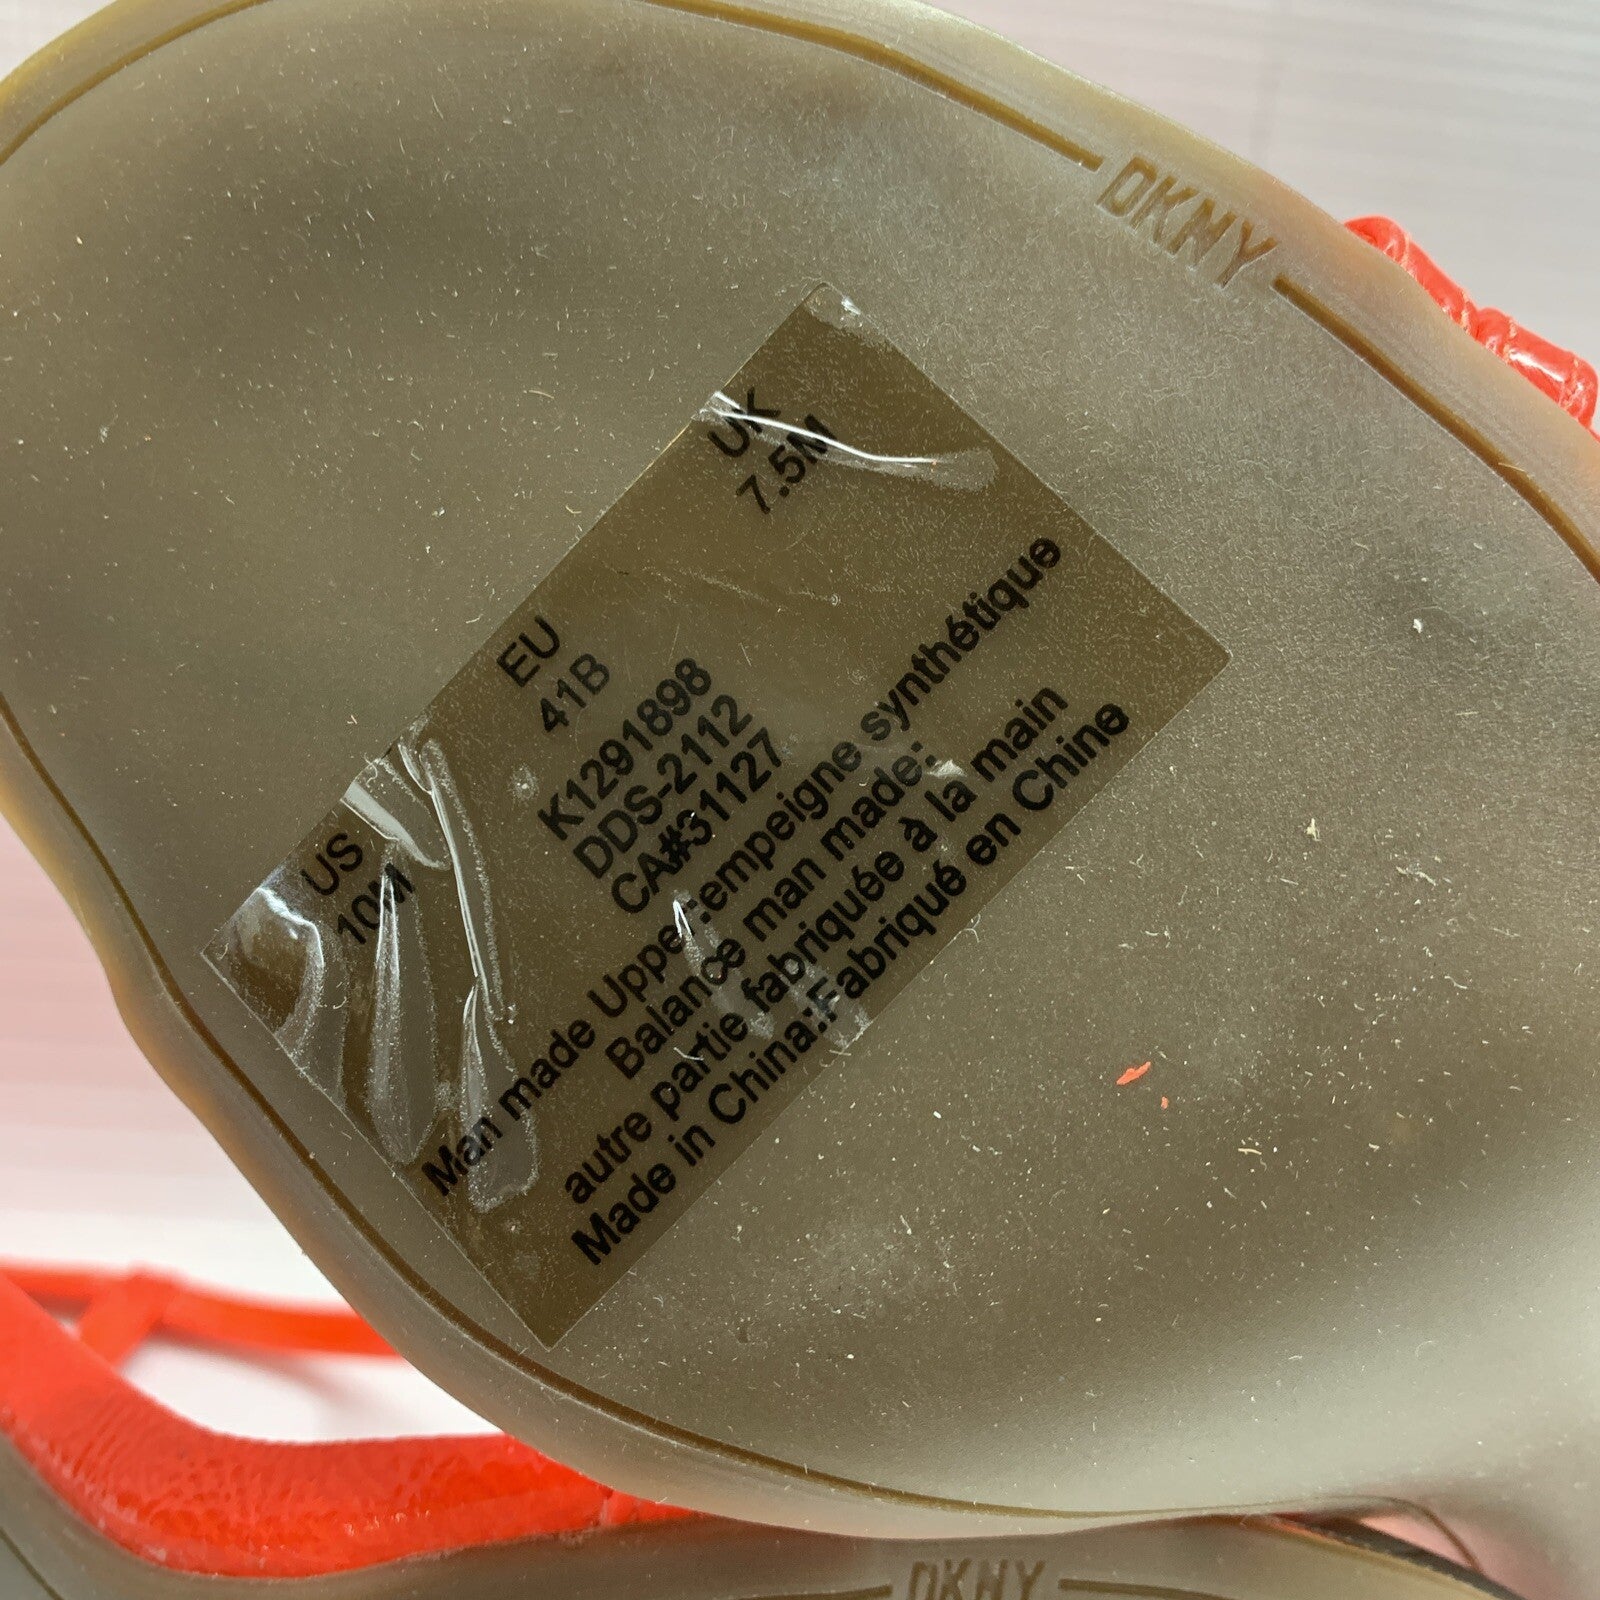 DKNY
US EU UK
10M 41B 7.5M
K1291898
DDS-2112
CA#31127
Man made Upper:empeigne synthétique
Balance man made:
autre partie fabriquée à la main
Made in China:Fabriqué en Chine
DKNY